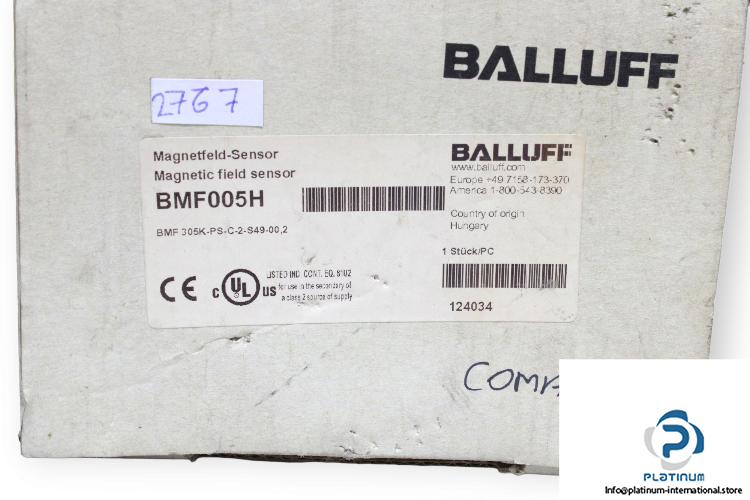 BALLUFF
2767
Magnetfeld-Sensor
Magnetic field sensor
BMF005H
BMF 305K-PS-C-2-S49-00,2
BALLUFF
www.balluff.com
Europe +49 7158-173-370
America 1-800-543-8390
Country of origin
Hungary
1 Stück/PC
124034
CE
c UL US
LISTED IND. CONT. EQ. 81U2
for use in the secondary of
a class 2 source of supply
PLATINUM
Info@platinum-international.store